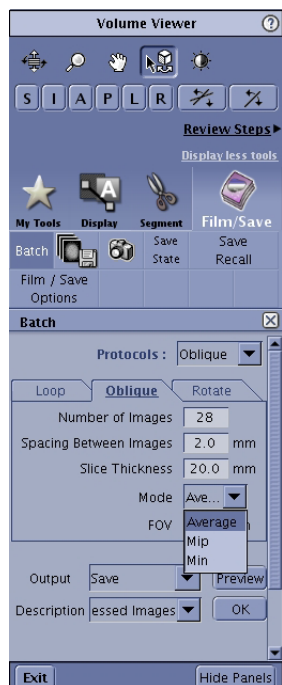 Volume Viewer ?
S I A P L R
Review Steps
Display less tools
My Tools Display Segment Film/Save
Batch Save State Save Recall
Film / Save Options
Batch
Protocols : Oblique
Loop Oblique Rotate
Number of Images 28
Spacing Between Images 2.0 mm
Slice Thickness 20.0 mm
Mode Ave...
FOV
Average
Mip
Min
Output Save Preview
Description essed Images OK
Exit Hide Panels